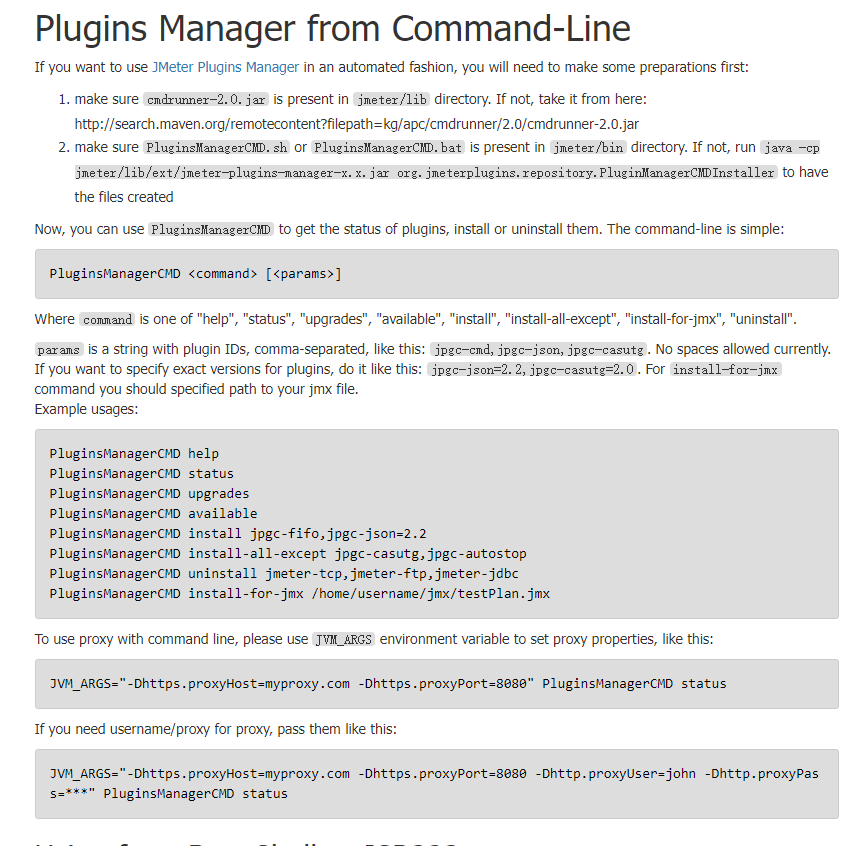 Plugins Manager from Command-Line
If you want to use JMeter Plugins Manager in an automated fashion, you will need to make some preparations first:
1. make sure cmdrunner-2.0.jar is present in jmeter/lib directory. If not, take it from here:
http://search.maven.org/remotecontent?filepath=kg/apc/cmdrunner/2.0/cmdrunner-2.0.jar
2. make sure PluginsManagerCMD.sh or PluginsManagerCMD.bat is present in jmeter/bin directory. If not, run java -cp
jmeter/lib/ext/jmeter-plugins-manager-x.x.jar org.jmeterplugins.repository.PluginManagerCMDInstaller to have
the files created
Now, you can use PluginsManagerCMD to get the status of plugins, install or uninstall them. The command-line is simple:
PluginsManagerCMD <command> [<params>]
Where command is one of "help", "status", "upgrades", "available", "install", "install-all-except", "install-for-jmx", "uninstall".
params is a string with plugin IDs, comma-separated, like this: jpgc-cmd,jpgc-json,jpgc-casutg. No spaces allowed currently.
If you want to specify exact versions for plugins, do it like this: jpgc-json=2.2,jpgc-casutg=2.0. For install-for-jmx
command you should specified path to your jmx file.
Example usages:
PluginsManagerCMD help
PluginsManagerCMD status
PluginsManagerCMD upgrades
PluginsManagerCMD available
PluginsManagerCMD install jpgc-fifo,jpgc-json=2.2
PluginsManagerCMD install-all-except jpgc-casutg,jpgc-autostop
PluginsManagerCMD uninstall jmeter-tcp,jmeter-ftp,jmeter-jdbc
PluginsManagerCMD install-for-jmx /home/username/jmx/testPlan.jmx
To use proxy with command line, please use JVM_ARGS environment variable to set proxy properties, like this:
JVM_ARGS="-Dhttps.proxyHost=myproxy.com -Dhttps.proxyPort=8080" PluginsManagerCMD status
If you need username/proxy for proxy, pass them like this:
JVM_ARGS="-Dhttps.proxyHost=myproxy.com -Dhttps.proxyPort=8080 -Dhttp.proxyUser=john -Dhttp.proxyPas
s=***" PluginsManagerCMD status